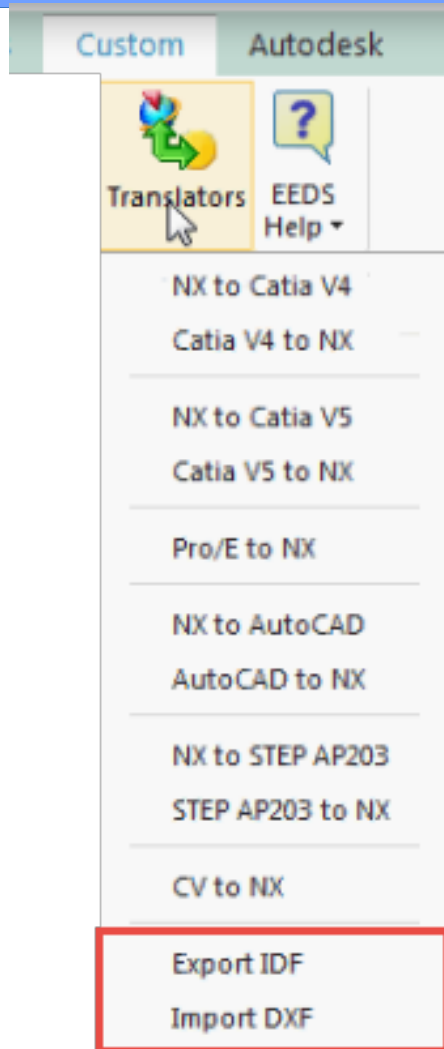 Custom Autodesk
Translators EEDS
Help
NX to Catia V4
Catia V4 to NX
NX to Catia V5
Catia V5 to NX
Pro/E to NX
NX to AutoCAD
AutoCAD to NX
NX to STEP AP203
STEP AP203 to NX
CV to NX
Export IDF
Import DXF